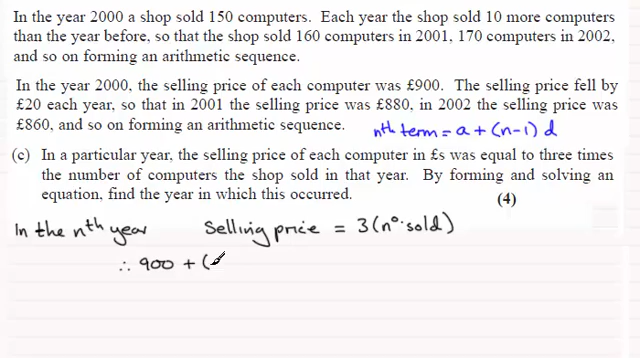 In the year 2000 a shop sold 150 computers. Each year the shop sold 10 more computers
than the year before, so that the shop sold 160 computers in 2001, 170 computers in 2002,
and so on forming an arithmetic sequence.
In the year 2000, the selling price of each computer was £900. The selling price fell by
£20 each year, so that in 2001 the selling price was £880, in 2002 the selling price was
£860, and so on forming an arithmetic sequence.
nth term = a + (n-1) d
(c) In a particular year, the selling price of each computer in £s was equal to three times
the number of computers the shop sold in that year. By forming and solving an
equation, find the year in which this occurred.
(4)
In the nth year Selling price = 3(nº. sold)
∴ 900 + (